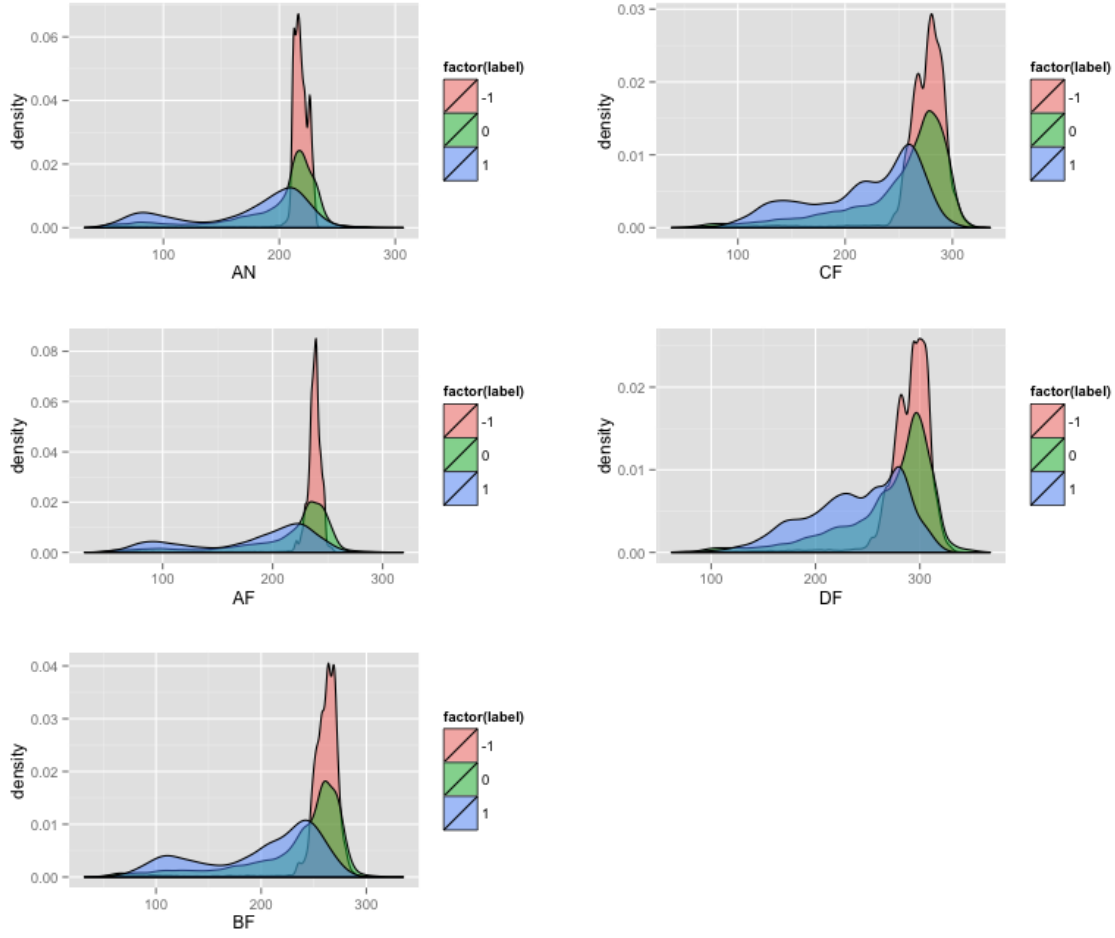 0.06
0.04
0.02
0.00
density
100 200 300
AN
factor(label)
-1
0
1
0.03
0.02
0.01
0.00
density
100 200 300
CF
factor(label)
-1
0
1
0.08
0.06
0.04
0.02
0.00
density
100 200 300
AF
factor(label)
-1
0
1
0.02
0.01
0.00
density
100 200 300
DF
factor(label)
-1
0
1
0.04
0.03
0.02
0.01
0.00
density
100 200 300
BF
factor(label)
-1
0
1